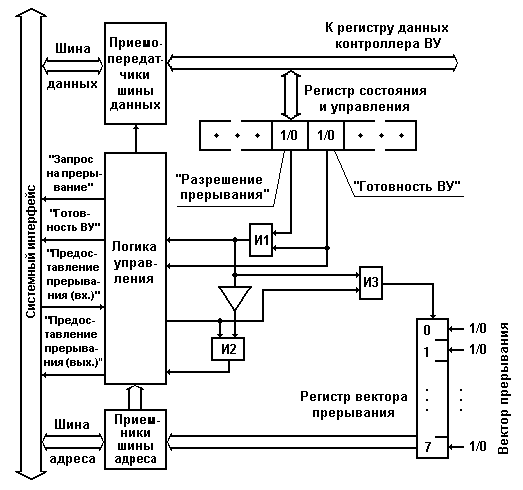 Системный интерфейс
Шина
данных
Приемо-
передат-
чики
шины
данных
К регистру данных
контроллера ВУ
Регистр состояния
и управления
1/0
1/0
"Разрешение
прерывания"
"Готовность ВУ"
"Запрос
на преры-
вание"
"Готов-
ность ВУ"
"Предо-
ставление
прерыва-
ния (вх.)"
"Предос-
тавление
прерыва-
ния (вых.)"
Логика
управ-
ления
И1
И2
И3
0
1
7
1/0
1/0
1/0
Регистр вектора
прерывания
Вектор прерывания
Шина
адреса
Прием-
ники
шины
адреса